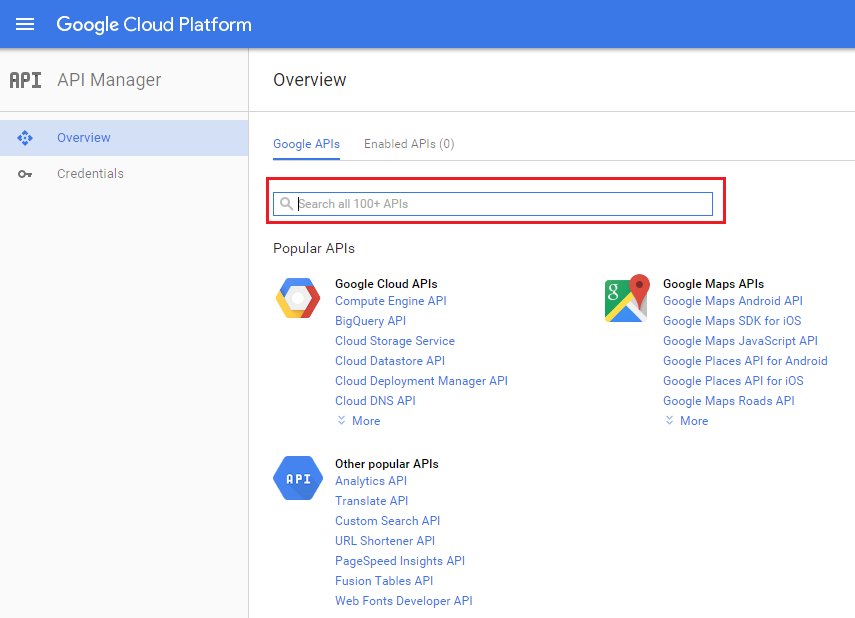 Google Cloud Platform
API API Manager
Overview
Credentials
Overview
Google APIs Enabled APIs (0)
Search all 100+ APIs
Popular APIs
Google Cloud APIs
Compute Engine API
BigQuery API
Cloud Storage Service
Cloud Datastore API
Cloud Deployment Manager API
Cloud DNS API
More
g
Google Maps APIs
Google Maps Android API
Google Maps SDK for iOS
Google Maps JavaScript API
Google Places API for Android
Google Places API for iOS
Google Maps Roads API
More
API
Other popular APIs
Analytics API
Translate API
Custom Search API
URL Shortener API
PageSpeed Insights API
Fusion Tables API
Web Fonts Developer API